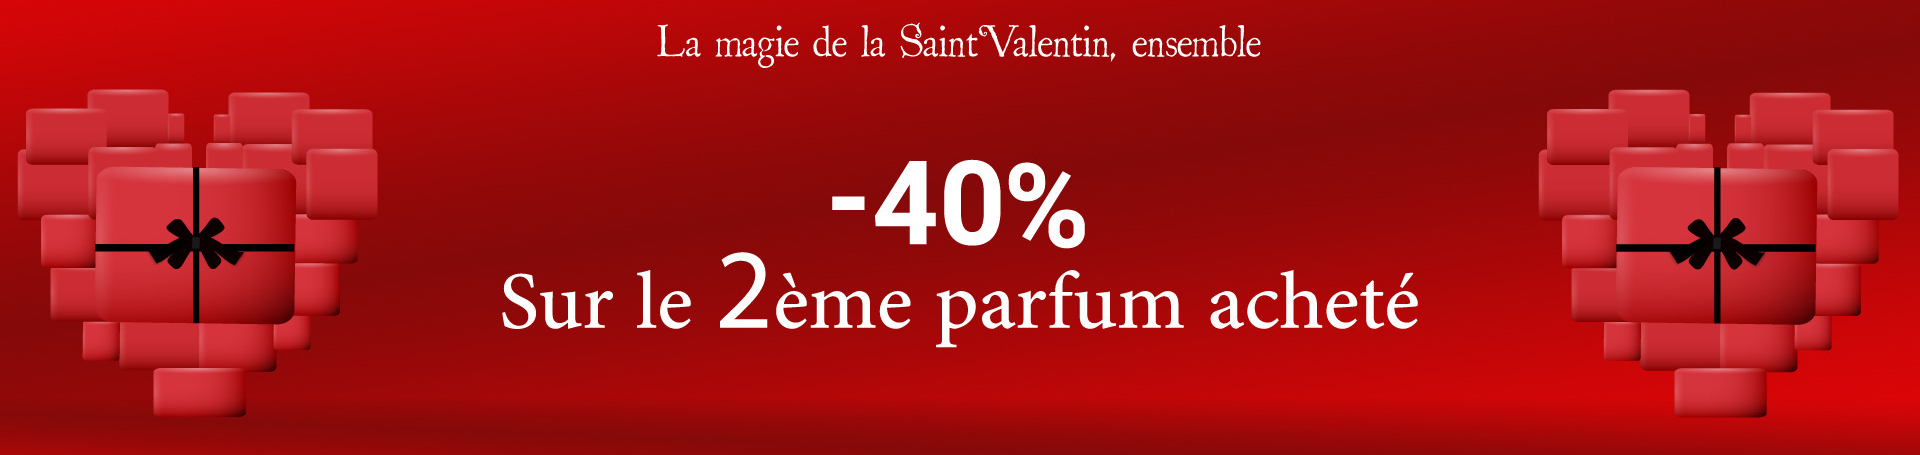 La magie de la Saint Valentin, ensemble
-40%
Sur le 2ème parfum acheté